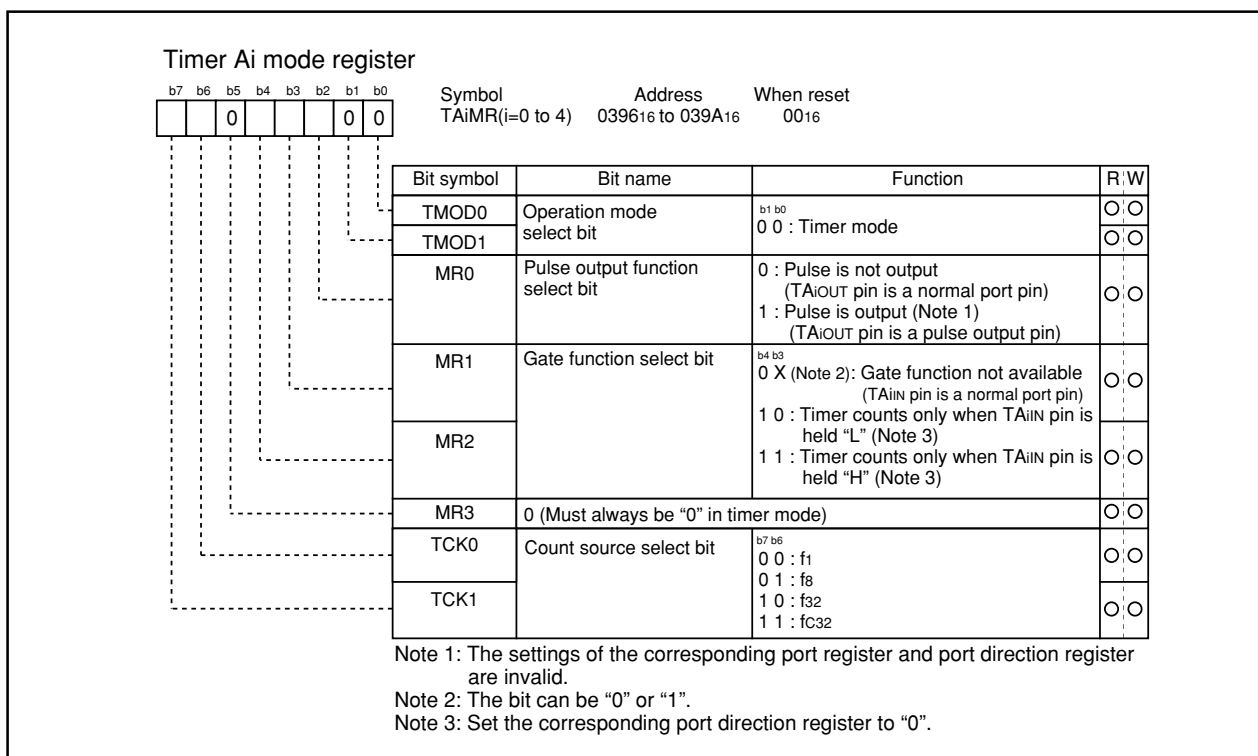 Timer Ai mode register
b7 b6 b5 b4 b3 b2 b1 b0
0 0 0
Symbol Address When reset
TAiMR(i=0 to 4) 039616 to 039A16 0016
Bit symbol Bit name Function R W
TMOD0 Operation mode select bit
TMOD1
b1 b0
0 0 : Timer mode
MR0 Pulse output function select bit
0 : Pulse is not output
(TAiOUT pin is a normal port pin)
1 : Pulse is output (Note 1)
(TAiOUT pin is a pulse output pin)
MR1 Gate function select bit
MR2
b4 b3
0 X (Note 2): Gate function not available
(TAiIN pin is a normal port pin)
1 0 : Timer counts only when TAiIN pin is
held “L” (Note 3)
1 1 : Timer counts only when TAiIN pin is
held “H” (Note 3)
MR3 0 (Must always be “0” in timer mode)
TCK0 Count source select bit
TCK1
b7 b6
0 0 : f1
0 1 : f8
1 0 : f32
1 1 : fC32
Note 1: The settings of the corresponding port register and port direction register
are invalid.
Note 2: The bit can be “0” or “1”.
Note 3: Set the corresponding port direction register to “0”.